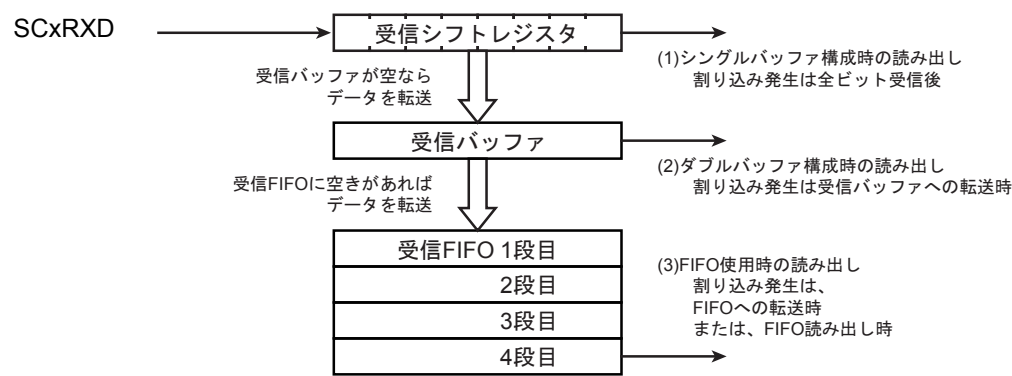 SCxRXD
受信シフトレジスタ
(1)シングルバッファ構成時の読み出し
割り込み発生は全ビット受信後
受信バッファが空なら
データを転送
受信バッファ
(2)ダブルバッファ構成時の読み出し
割り込み発生は受信バッファへの転送時
受信FIFOに空きがあれば
データを転送
受信FIFO 1段目
2段目
3段目
4段目
(3)FIFO使用時の読み出し
割り込み発生は、
FIFOへの転送時
または、FIFO読み出し時